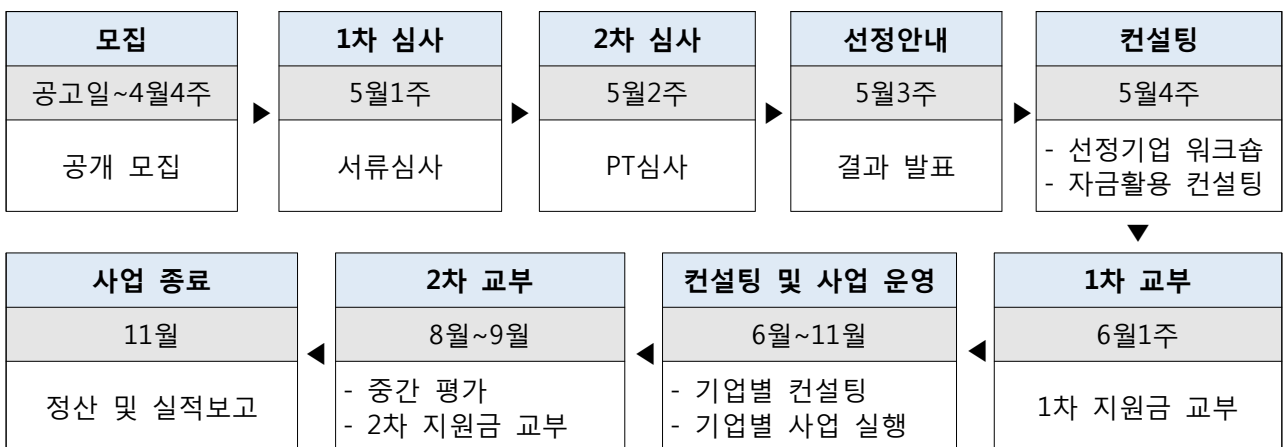 모집
공고일~4월4주
공개 모집
▶
1차 심사
5월1주
서류심사
▶
2차 심사
5월2주
PT심사
▶
선정안내
5월3주
결과 발표
▶
컨설팅
5월4주
- 선정기업 워크숍
- 자금활용 컨설팅
▼
1차 교부
6월1주
1차 지원금 교부
◀
컨설팅 및 사업 운영
6월~11월
- 기업별 컨설팅
- 기업별 사업 실행
◀
2차 교부
8월~9월
- 중간 평가
- 2차 지원금 교부
◀
사업 종료
11월
정산 및 실적보고